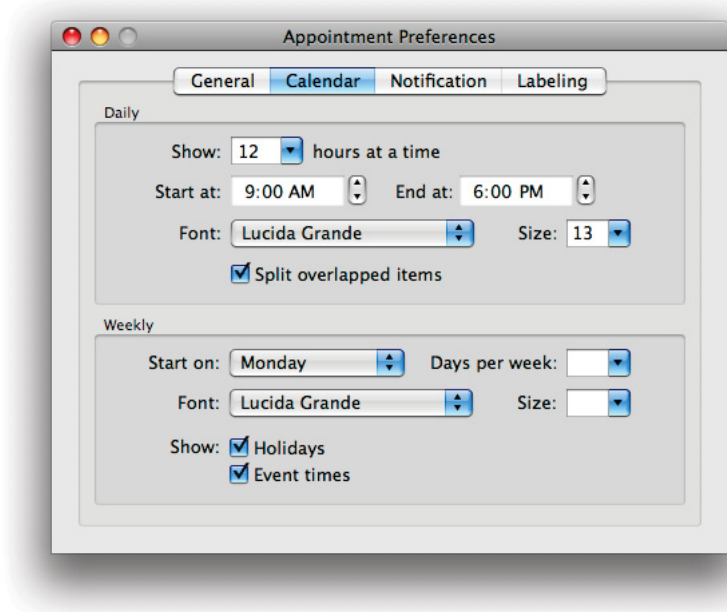 Appointment Preferences
General Calendar Notification Labeling
Daily
Show: 12 hours at a time
Start at: 9:00 AM End at: 6:00 PM
Font: Lucida Grande Size: 13
Split overlapped items
Weekly
Start on: Monday Days per week:
Font: Lucida Grande Size:
Show: Holidays
Event times